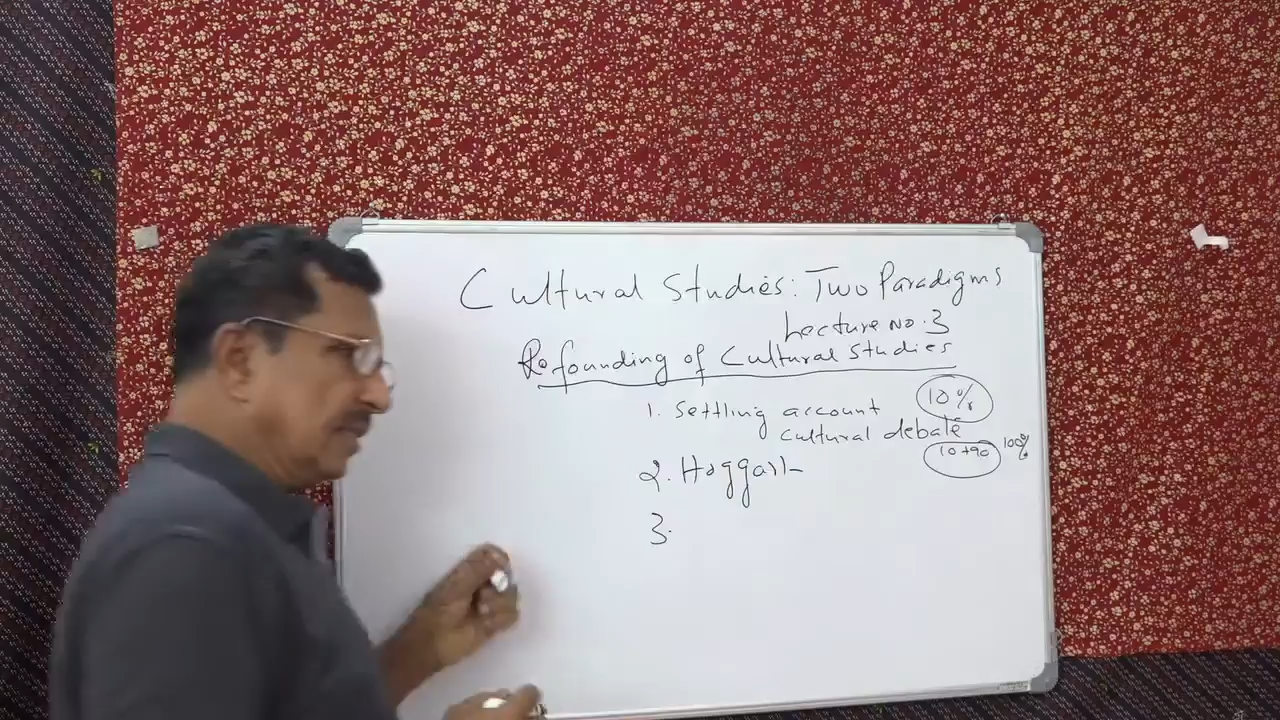 Cultural Studies: Two Paradigms
Lecture No. 3
Refounding of Cultural Studies
1. Settling account 10%
cultural debate
10+90 100%
2. Hoggart
3.